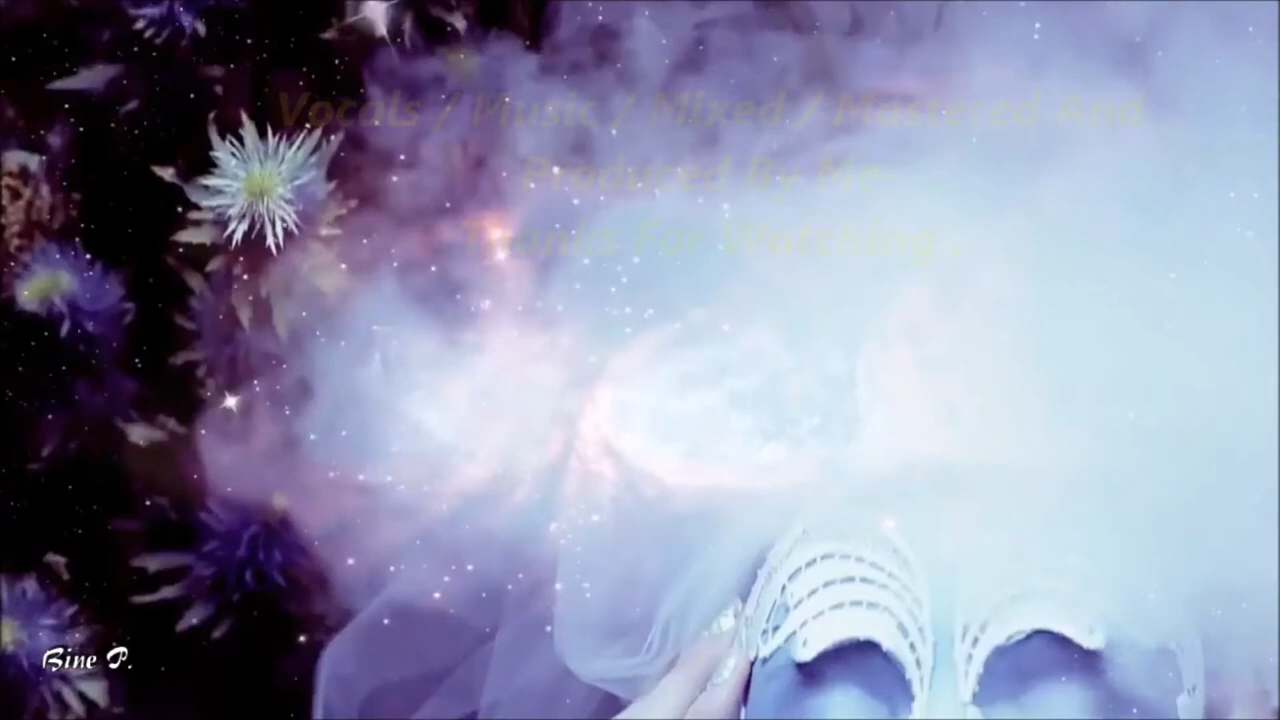 Vocals / Music / Mixed / Mastered And
Produced By Me
Thanks For Watching .
Bine P.